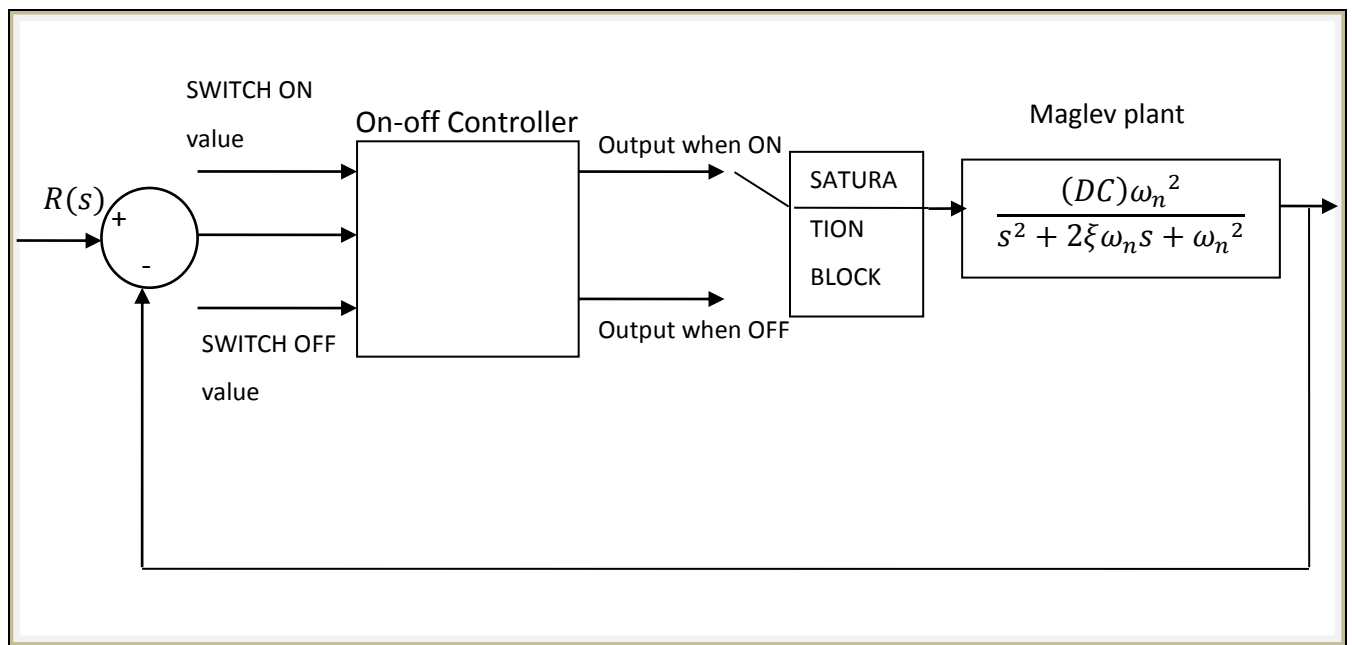 SWITCH ON
value
On-off Controller
Maglev plant
Output when ON
R(s)
+
-
SATURA
TION
BLOCK
(DC)ωₙ²
s² + 2ξωₙs + ωₙ²
Output when OFF
SWITCH OFF
value